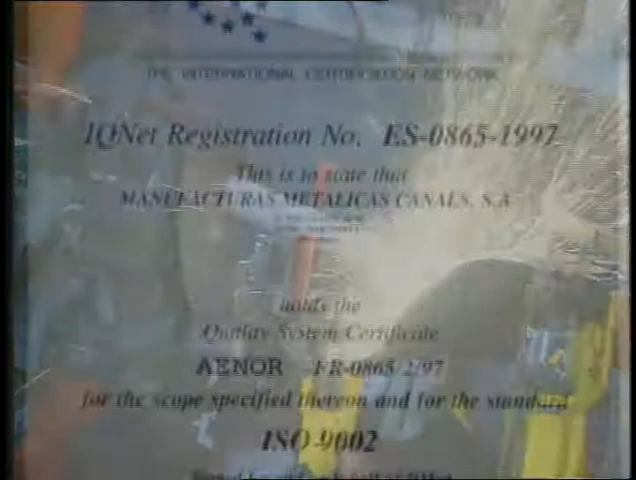 THE INTERNATIONAL CERTIFICATION NETWORK
IQNet Registration No. ES-0865-1997
This is to state that
MANUFACTURAS METALICAS CANALS, S.A
holds the
Quality System Certificate
AENOR ER-0865/2/97
for the scope specified thereon and for the standard
ISO-9002